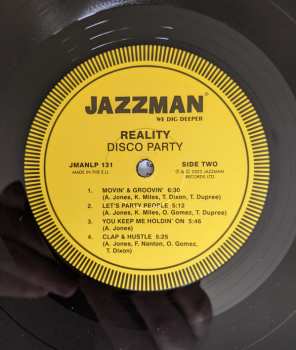 JAZZMAN®
WE DIG DEEPER
REALITY
DISCO PARTY
JMANLP 131
MADE IN THE E.U.
SIDE TWO
℗ & © 2022 JAZZMAN
RECORDS LTD.
1. MOVIN' & GROOVIN' 6:30
(A. Jones, K. Miles, T. Dixon, T. Dupree)
2. LET'S PARTY PEOPLE 5:13
(A. Jones, K. Miles, O. Gomez, T. Dupree)
3. YOU KEEP ME HOLDIN' ON 5:46
(A. Jones)
4. CLAP & HUSTLE 5:25
(A. Jones, F. Nanton, O. Gomez,
T. Dixon)